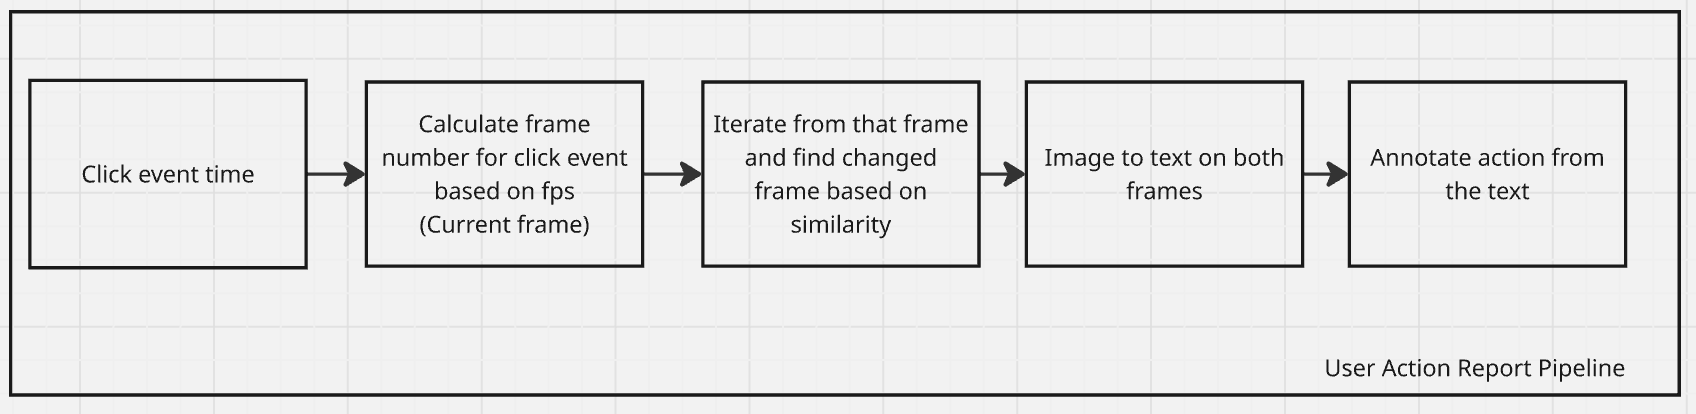 Click event time
Calculate frame
number for click event
based on fps
(Current frame)
Iterate from that frame
and find changed
frame based on
similarity
Image to text on both
frames
Annotate action from
the text
User Action Report Pipeline